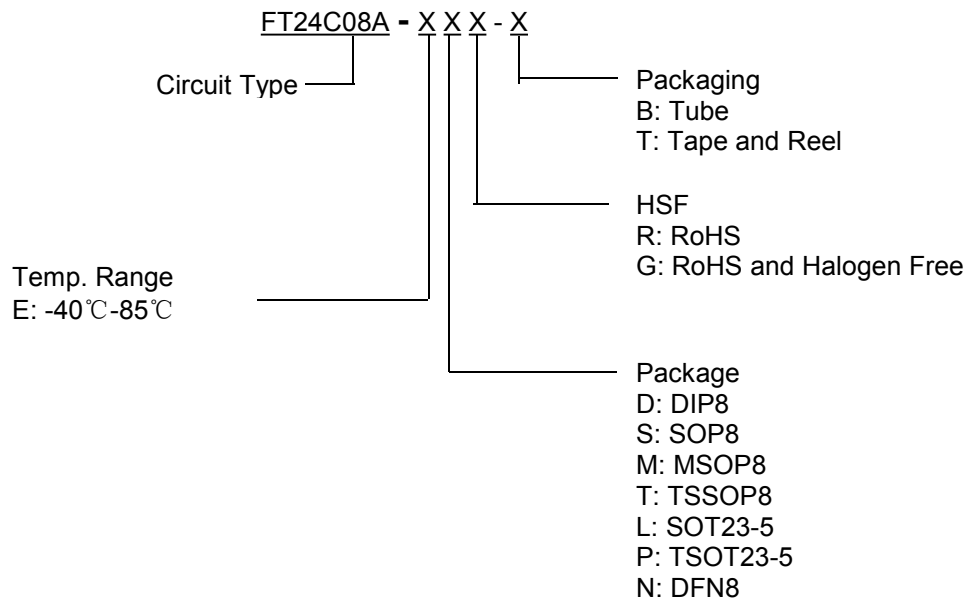 FT24C08A - X X X - X
Circuit Type
Packaging
B: Tube
T: Tape and Reel
HSF
R: RoHS
G: RoHS and Halogen Free
Temp. Range
E: -40℃-85℃
Package
D: DIP8
S: SOP8
M: MSOP8
T: TSSOP8
L: SOT23-5
P: TSOT23-5
N: DFN8